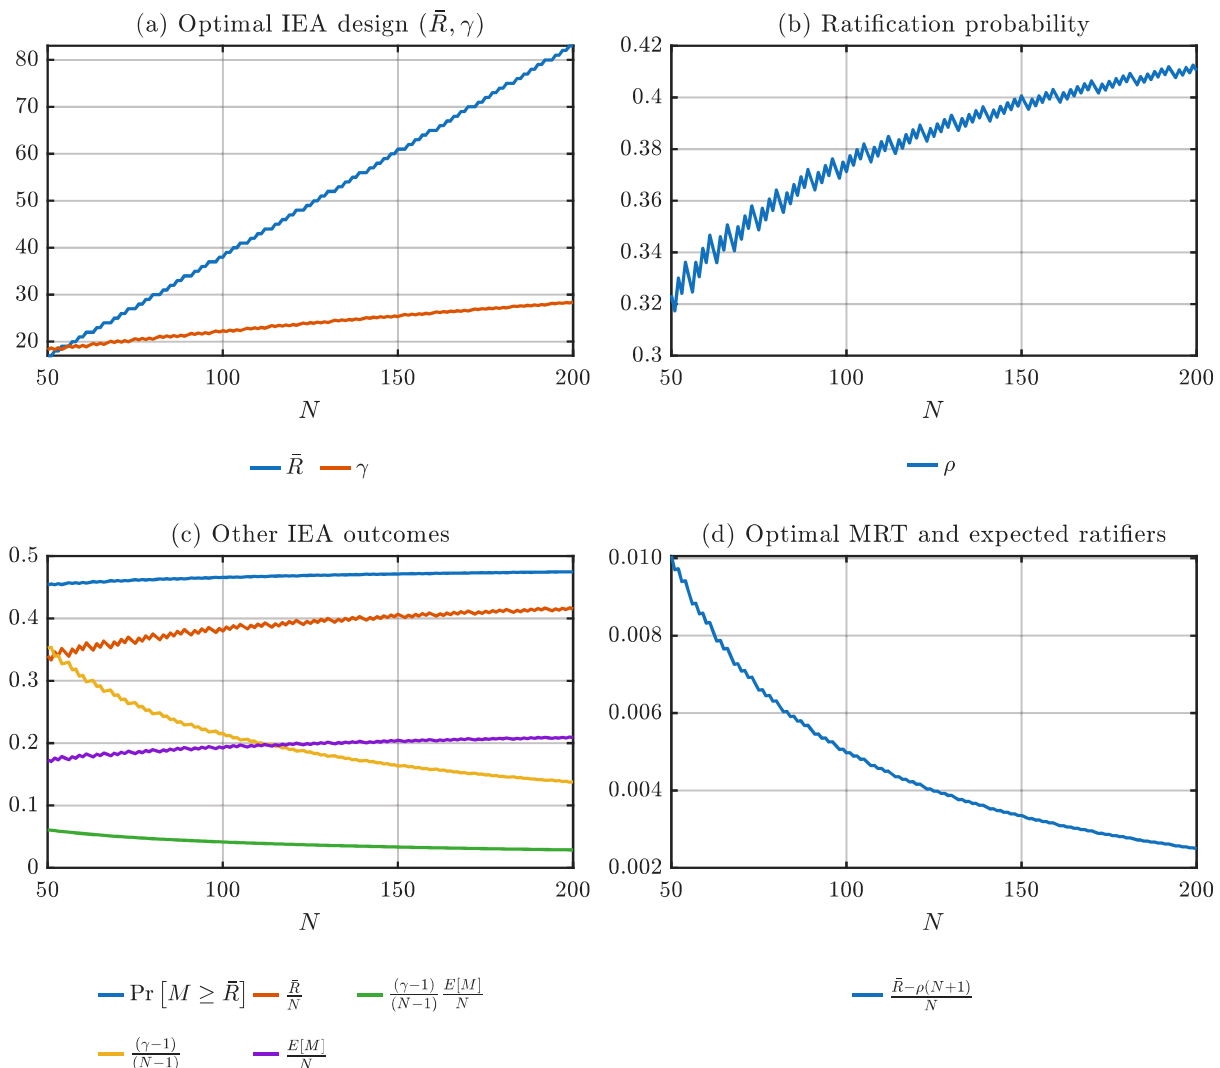 (a) Optimal IEA design (R̄, γ)
80
70
60
50
40
30
20
50 100 150 200
N
R̄ γ
(b) Ratification probability
0.42
0.4
0.38
0.36
0.34
0.32
0.3
50 100 150 200
N
ρ
(c) Other IEA outcomes
0.5
0.4
0.3
0.2
0.1
0
50 100 150 200
N
Pr [M ≥ R̄] R̄/N (γ−1)/(N−1) E[M]/N
(γ−1)/(N−1) E[M]/N
(d) Optimal MRT and expected ratifiers
0.010
0.008
0.006
0.004
0.002
50 100 150 200
N
R̄−ρ(N+1)/N